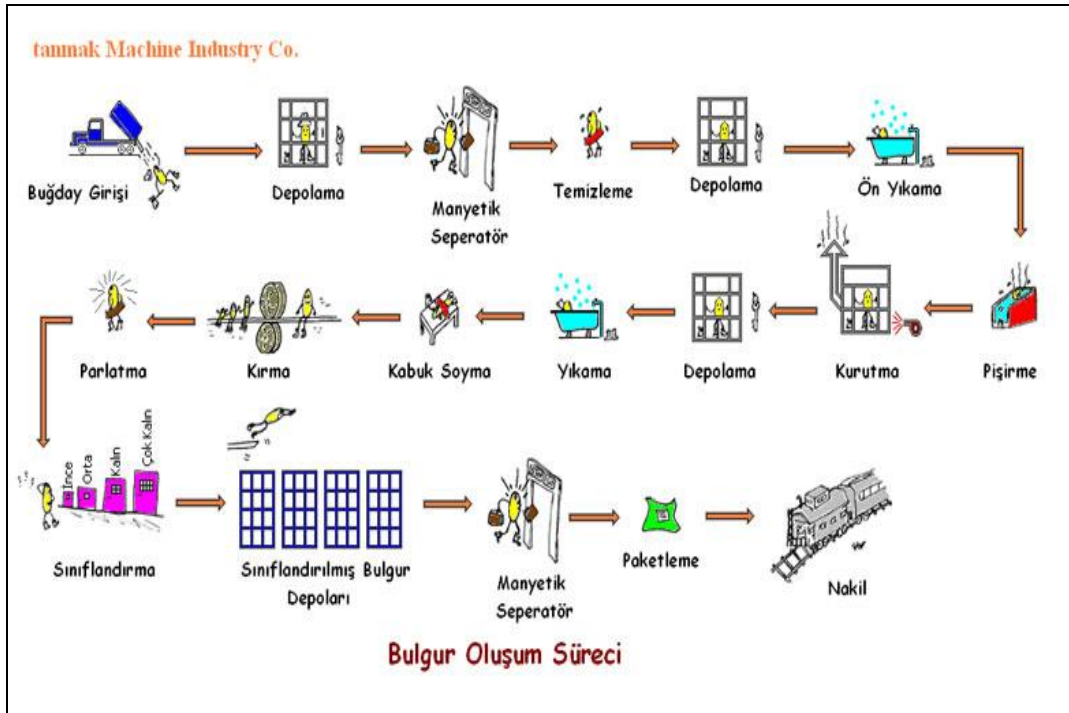 tanmak Machine Industry Co.
Buğday Girişi
Depolama
Manyetik
Seperatör
Temizleme
Depolama
Ön Yıkama
Pişirme
Kurutma
Depolama
Yıkama
Kabuk Soyma
Kırma
Parlatma
İnce
Orta
Kalın
Çok Kalın
Sınıflandırma
Sınıflandırılmış Bulgur
Depoları
Manyetik
Seperatör
Paketleme
Nakil
Bulgur Oluşum Süreci